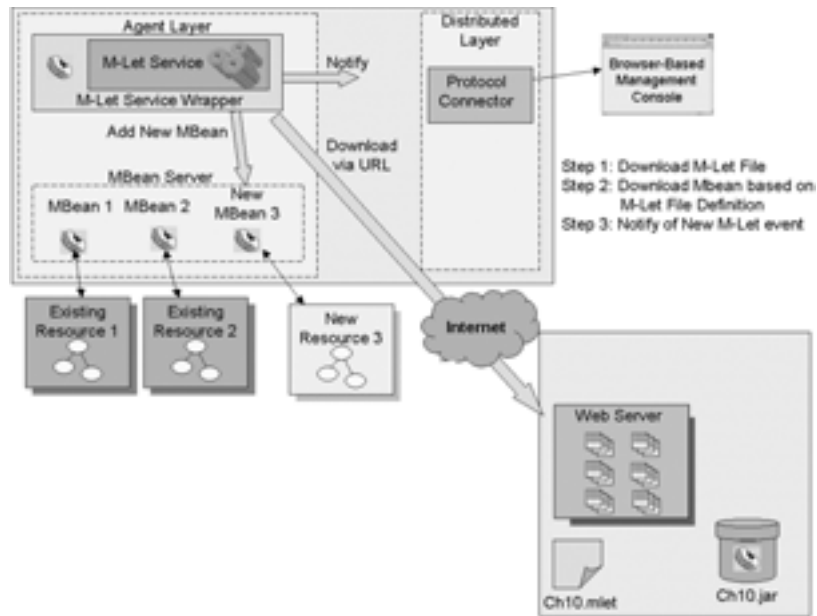 Agent Layer
M-Let Service
M-Let Service Wrapper
Notify
Distributed
Layer
Protocol
Connector
Browser-Based
Management
Console
Add New MBean
Download
via URL
Step 1: Download M-Let File
Step 2: Download Mbean based on
M-Let File Definition
Step 3: Notify of New M-Let event
MBean Server
MBean 1
MBean 2
New
MBean 3
Existing
Resource 1
Existing
Resource 2
New
Resource 3
Internet
Web Server
Ch10.mlet
Ch10.jar